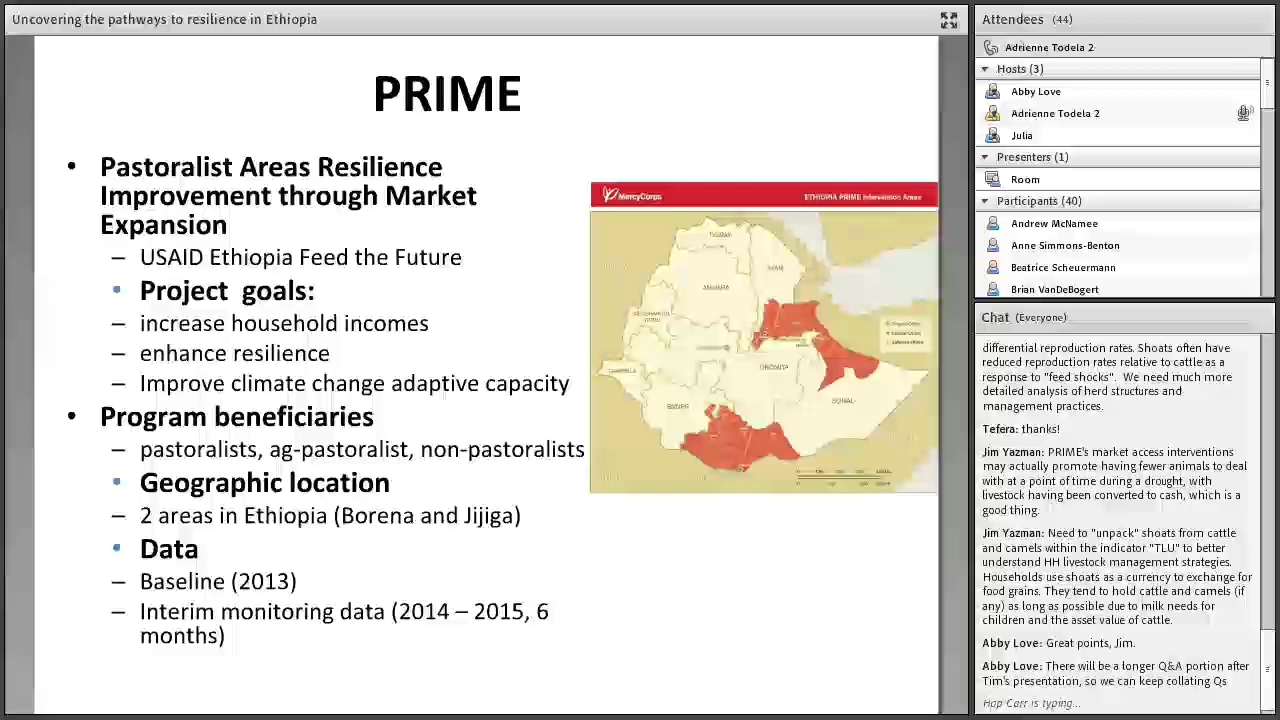 Uncovering the pathways to resilience in Ethiopia
PRIME
• Pastoralist Areas Resilience
Improvement through Market
Expansion
– USAID Ethiopia Feed the Future
• Project goals:
– increase household incomes
– enhance resilience
– Improve climate change adaptive capacity
• Program beneficiaries
– pastoralists, ag-pastoralist, non-pastoralists
• Geographic location
– 2 areas in Ethiopia (Borena and Jijiga)
• Data
– Baseline (2013)
– Interim monitoring data (2014 – 2015, 6
months)
MercyCorps
ETHIOPIA PRIME Intervention Areas
AMHARA
OROMIYA
SOMALI
Attendees (44)
Adrienne Todela 2
Hosts (3)
Abby Love
Adrienne Todela 2
Julia
Presenters (1)
Room
Participants (40)
Andrew McNamee
Anne Simmons-Benton
Beatrice Scheuermann
Brian VanDeBogert
Chat (Everyone)
differential reproduction rates. Shoats often have
reduced reproduction rates relative to cattle as a
response to "feed shocks". We need much more
detailed analysis of herd structures and
management practices.
Tefera: thanks!
Jim Yazman: PRIME's market access interventions
may actually promote having fewer animals to deal
with at a point of time during a drought, with
livestock having been converted to cash, which is a
good thing.
Jim Yazman: Need to "unpack" shoats from cattle
and camels within the indicator "TLU" to better
understand HH livestock management strategies.
Households use shoats as a currency to exchange for
food grains. They tend to hold cattle and camels (if
any) as long as possible due to milk needs for
children and the asset value of cattle.
Abby Love: Great points, Jim.
Abby Love: There will be a longer Q&A portion after
Tim's presentation, so we can keep collating Qs
Hap Carr is typing...